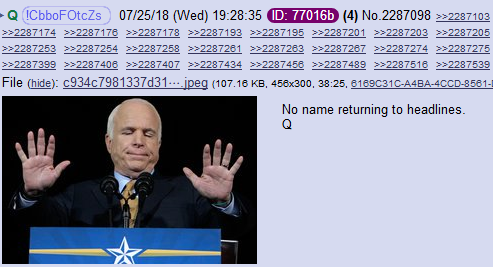 Q !CbboFOtcZs 07/25/18 (Wed) 19:28:35 ID: 77016b (4) No.2287098 >>2287103
>>2287174 >>2287176 >>2287178 >>2287193 >>2287195 >>2287201 >>2287203 >>2287205
>>2287253 >>2287254 >>2287258 >>2287261 >>2287263 >>2287267 >>2287274 >>2287275
>>2287399 >>2287406 >>2287407 >>2287434 >>2287456 >>2287489 >>2287516 >>2287539
File (hide): c934c7981337d31⋯.jpeg (107.16 KB, 456x300, 38:25, 6169C31C-A4BA-4CCD-8561-
No name returning to headlines.
Q